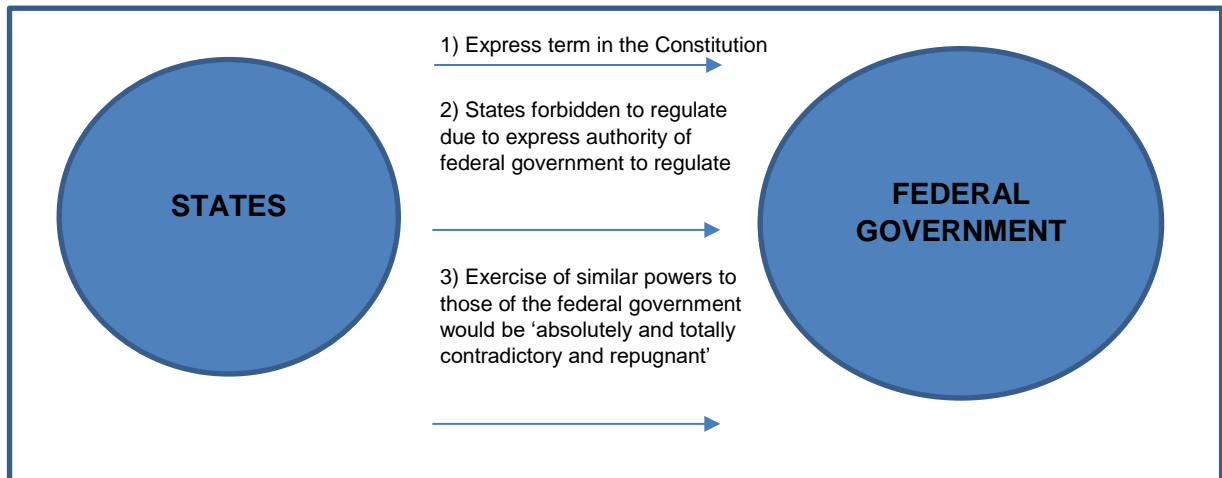 1) Express term in the Constitution
2) States forbidden to regulate
due to express authority of
federal government to regulate
STATES
FEDERAL
GOVERNMENT
3) Exercise of similar powers to
those of the federal government
would be ‘absolutely and totally
contradictory and repugnant’